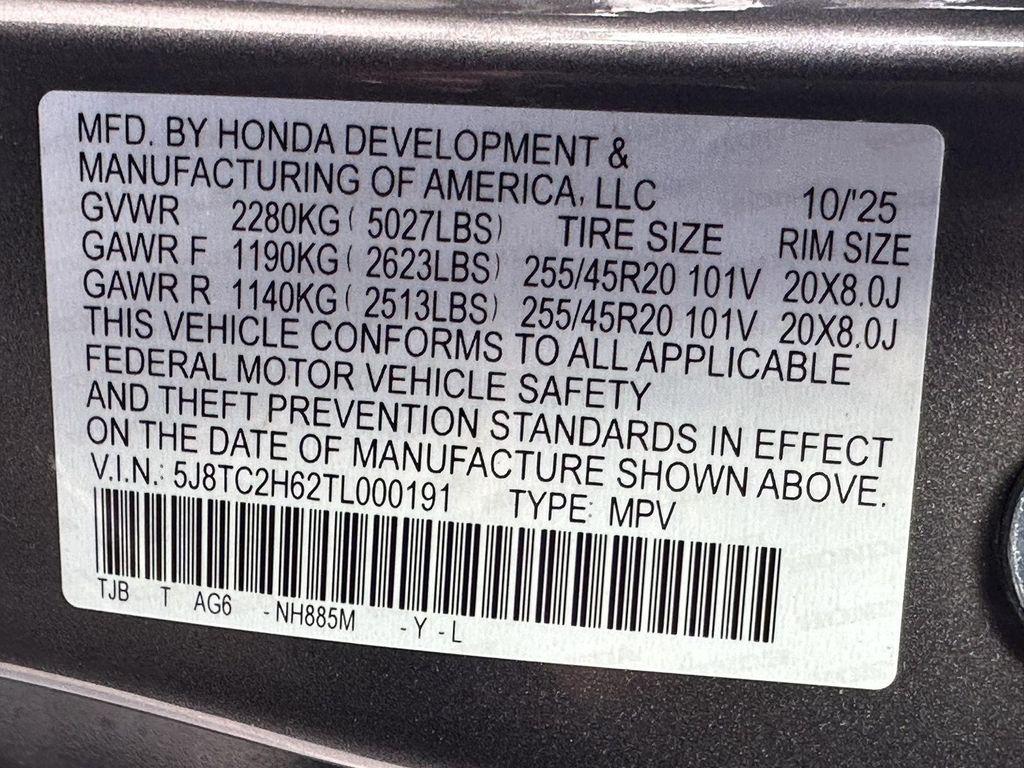 MFD. BY HONDA DEVELOPMENT &
MANUFACTURING OF AMERICA, LLC 10/'25
GVWR 2280KG ( 5027LBS) TIRE SIZE RIM SIZE
GAWR F 1190KG ( 2623LBS) 255/45R20 101V 20X8.0J
GAWR R 1140KG ( 2513LBS) 255/45R20 101V 20X8.0J
THIS VEHICLE CONFORMS TO ALL APPLICABLE
FEDERAL MOTOR VEHICLE SAFETY
AND THEFT PREVENTION STANDARDS IN EFFECT
ON THE DATE OF MANUFACTURE SHOWN ABOVE.
V.I.N.: 5J8TC2H62TL000191 TYPE: MPV
TJB T AG6 - NH885M - Y - L